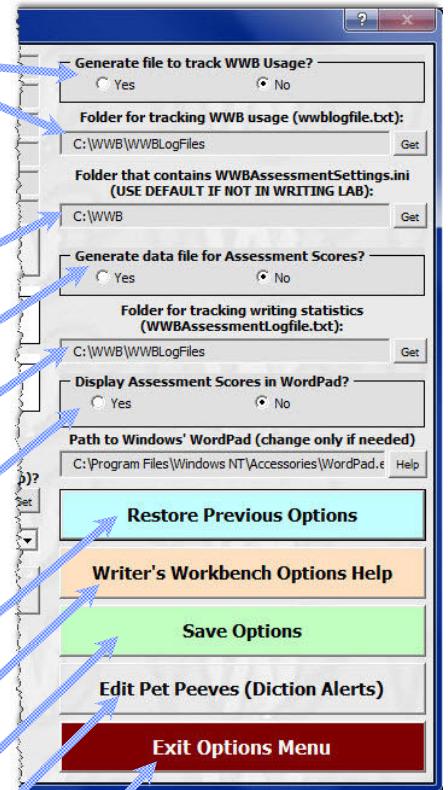 ?
X
Generate file to track WWB Usage?
Yes No
Folder for tracking WWB usage (wwblogfile.txt):
C:\WWB\WWBLogFiles Get
Folder that contains WWBAssessmentSettings.ini
(USE DEFAULT IF NOT IN WRITING LAB):
C:\WWB Get
Generate data file for Assessment Scores?
Yes No
Folder for tracking writing statistics
(WWBAssessmentLogfile.txt):
C:\WWB\WWBLogFiles Get
Display Assessment Scores in WordPad?
Yes No
Path to Windows' WordPad (change only if needed)
C:\Program Files\Windows NT\Accessories\WordPad.e Help
)?
Restore Previous Options
Writer's Workbench Options Help
Save Options
Edit Pet Peeves (Diction Alerts)
Exit Options Menu